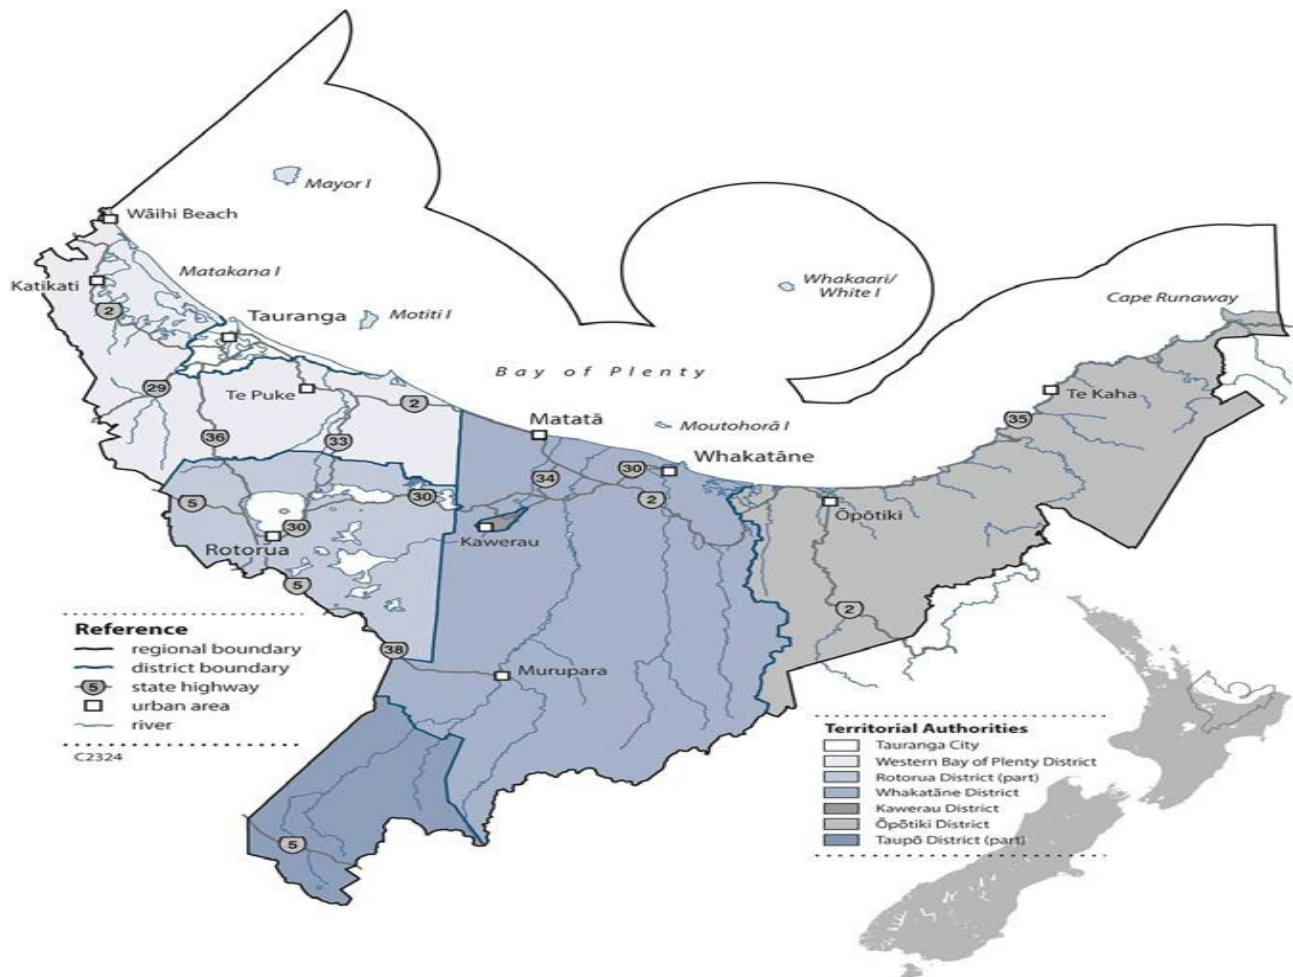 Mayor I
Wāihi Beach
Matakana I
Whakaari/
White I
Katikati
Cape Runaway
2
Tauranga
Motiti I
Bay of Plenty
29
Te Puke
2
Te Kaha
Matatā
35
Moutohorā I
36
33
Whakatāne
30
34
5
30
2
Ōpōtiki
30
Kawerau
Rotorua
5
2
Reference
regional boundary
38
district boundary
Murupara
5
state highway
urban area
river
C2324
Territorial Authorities
Tauranga City
Western Bay of Plenty District
Rotorua District (part)
Whakatāne District
Kawerau District
Ōpōtiki District
Taupō District (part)
5